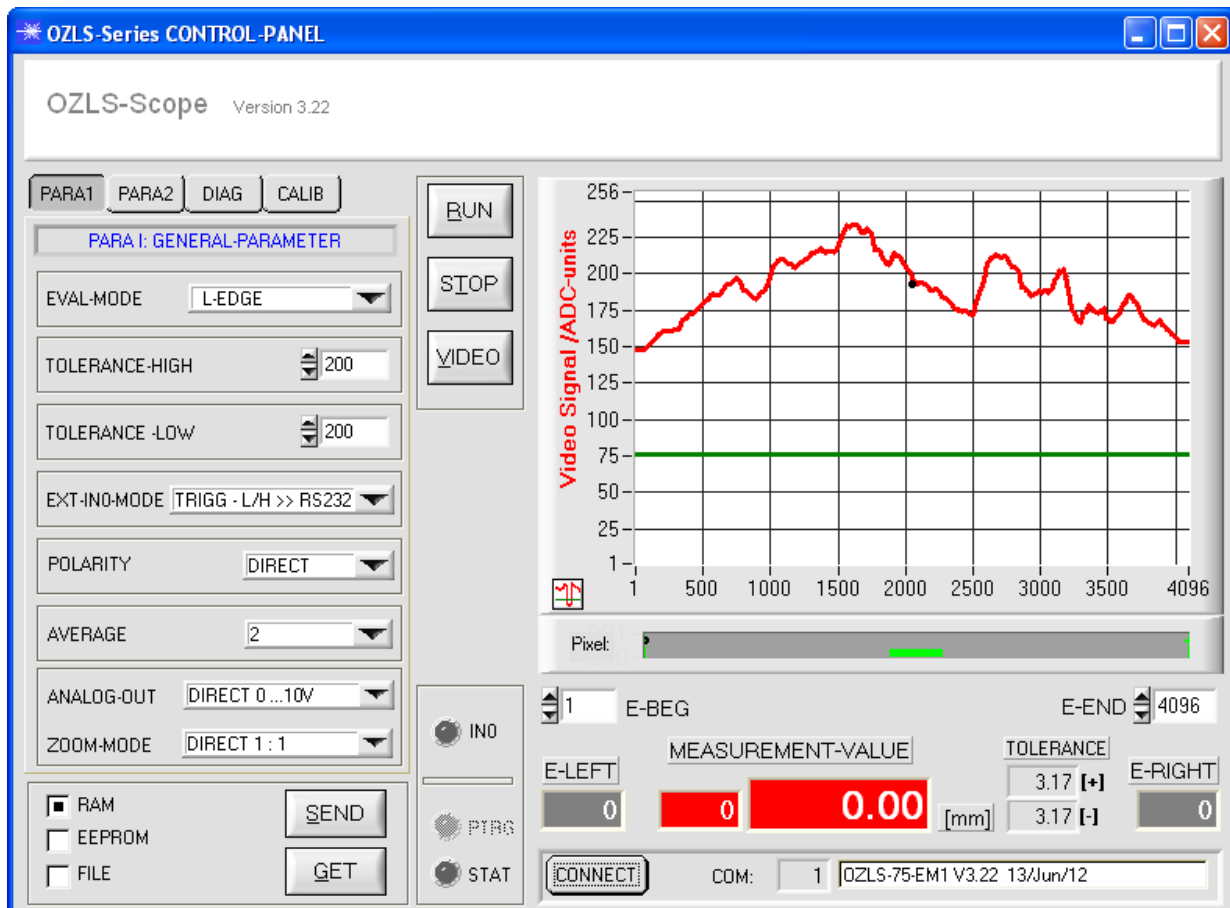 OZLS-Series CONTROL-PANEL
OZLS-Scope Version 3.22
PARA1 PARA2 DIAG CALIB
PARA I: GENERAL-PARAMETER
EVAL-MODE L-EDGE
TOLERANCE-HIGH 200
TOLERANCE -LOW 200
EXT-IN0-MODE TRIGG - L/H >> RS232
POLARITY DIRECT
AVERAGE 2
ANALOG-OUT DIRECT 0 ...10V
ZOOM-MODE DIRECT 1 : 1
RAM
EEPROM
FILE
SEND
GET
RUN
STOP
VIDEO
IN0
PTRG
STAT
Video Signal /ADC-units
256
225
200
175
150
125
100
75
50
25
1
1 500 1000 1500 2000 2500 3000 3500 4096
Pixel:
1 E-BEG E-END 4096
E-LEFT MEASUREMENT-VALUE TOLERANCE E-RIGHT
0 0 0.00 [mm] 3.17 [+] 0
3.17 [-]
CONNECT COM: 1 OZLS-75-EM1 V3.22 13/Jun/12